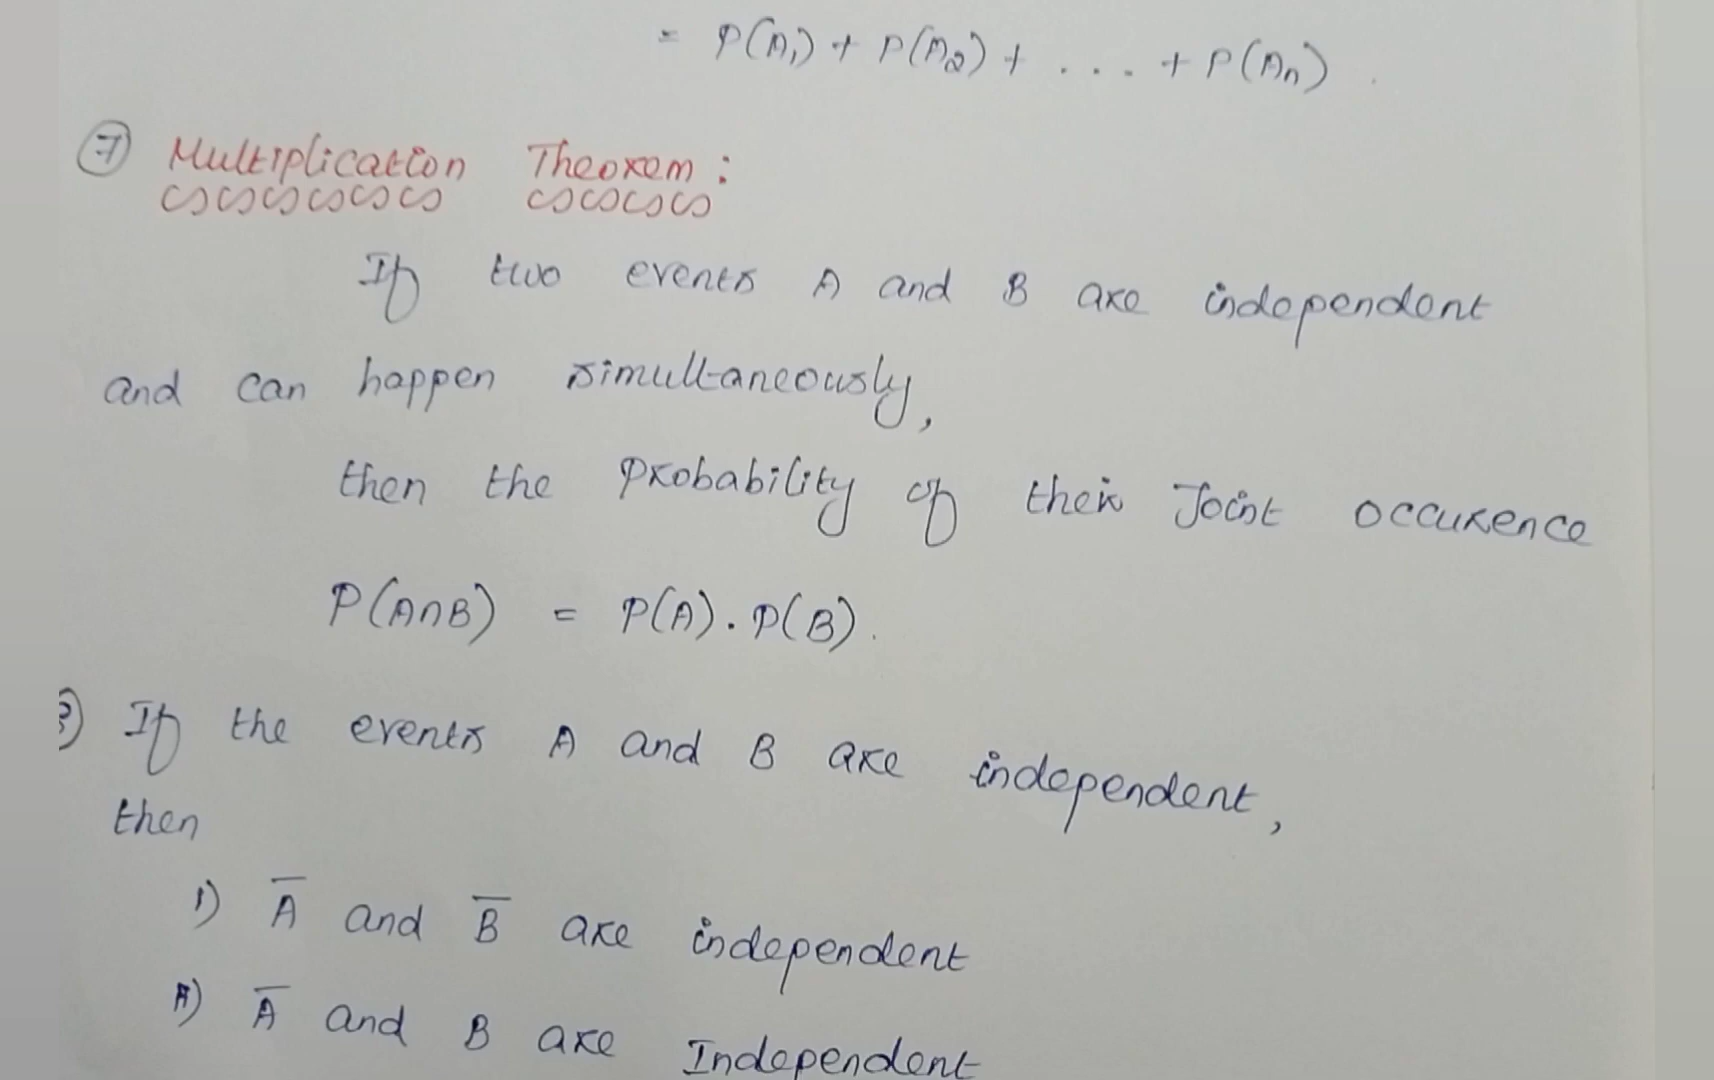 = P(A₁) + P(A₂) + .... + P(Aₙ).
⑦ Multiplication Theorem :
If two events A and B are independent
and can happen simultaneously,
then the Probability of their Joint occurence
P(A∩B) = P(A). P(B).
If the events A and B are independent,
then
i) A̅ and B̅ are independent
ii) A̅ and B are Independent